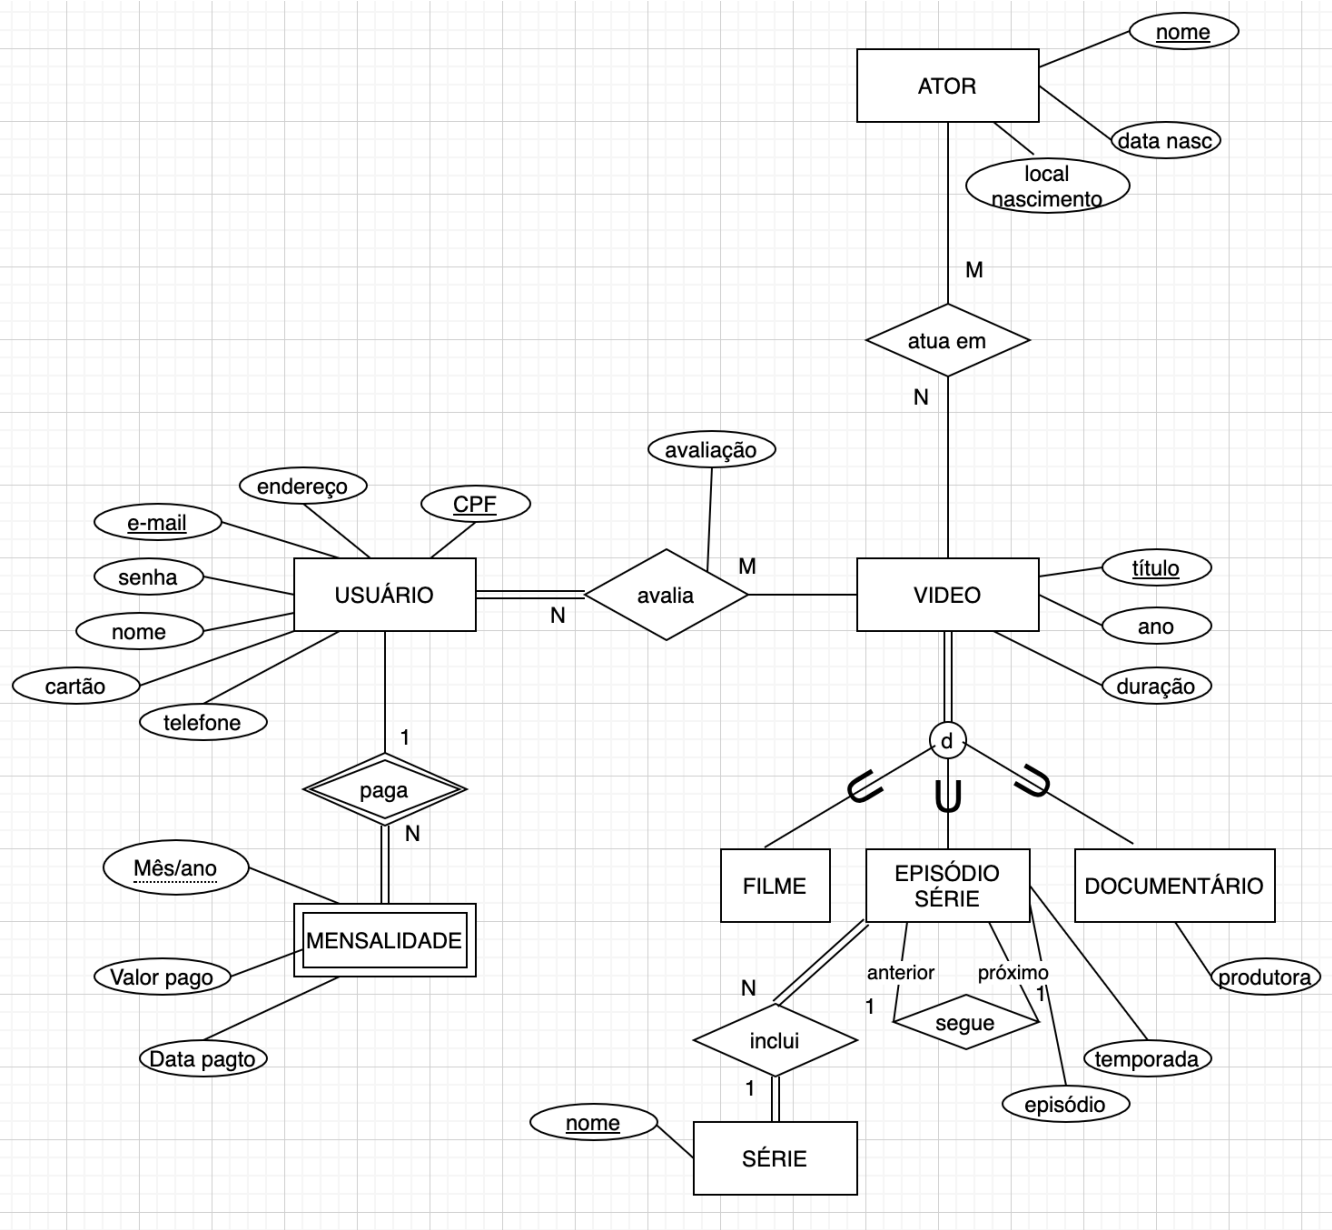 nome
ATOR
data nasc
local
nascimento
M
atua em
N
avaliação
endereço
CPF
e-mail
senha
USUÁRIO
nome
cartão
telefone
N
avalia
M
VIDEO
título
ano
duração
d
1
paga
N
Mês/ano
MENSALIDADE
Valor pago
Data pagto
FILME
EPISÓDIO
SÉRIE
DOCUMENTÁRIO
produtora
anterior
próximo
1
1
segue
N
inclui
1
temporada
episódio
nome
SÉRIE